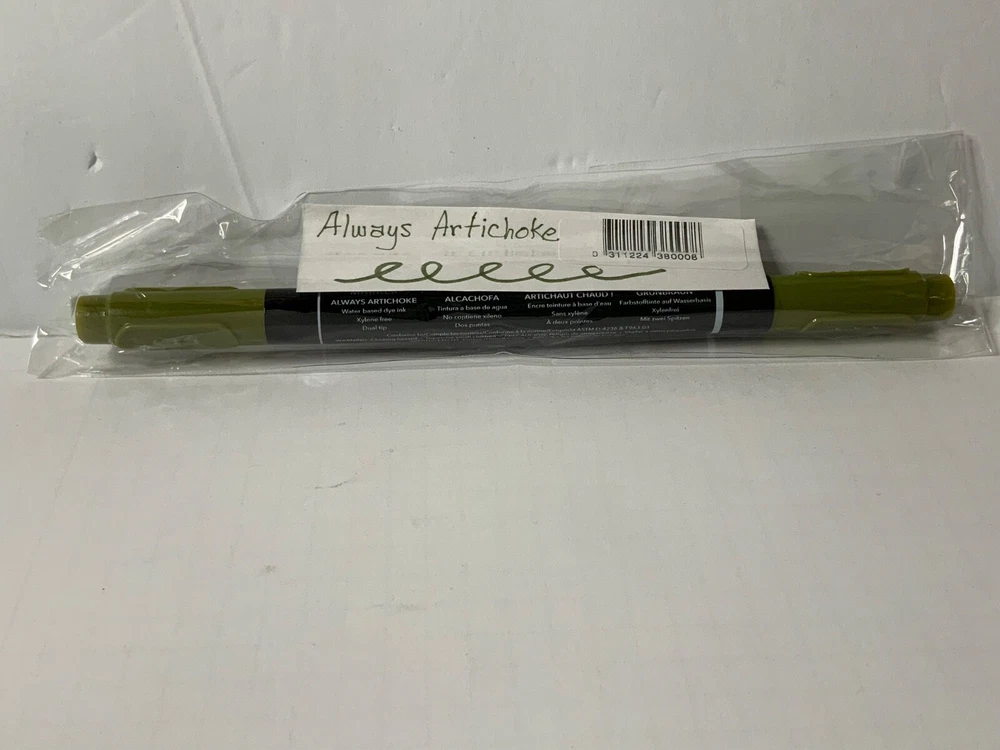 Always Artichoke
0 311224 380008
ALWAYS ARTICHOKE
Water based dye ink
Xylene free
Dual tip
ALCACHOFA
Tintura a base de agua
No contiene xileno
Dos puntas
ARTICHAUT CHAUD !
Encre teinture à base d'eau
Sans xylène
À deux pointes
GRÜNBRAUN
Farbstofftinte auf Wasserbasis
Xylenfrei
Mit zwei Spitzen